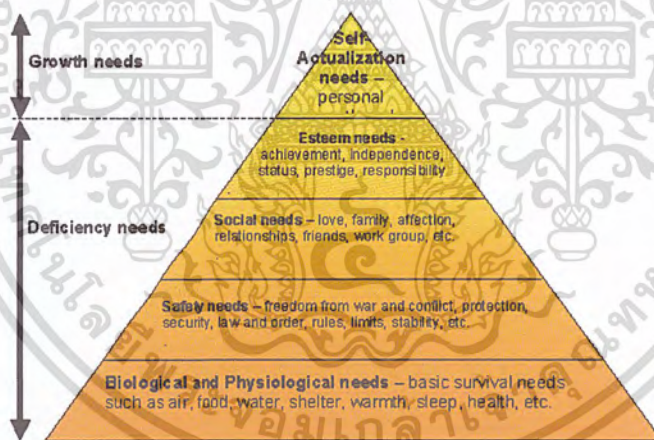 Growth needs
Self-
Actualization
needs –
personal
Esteem needs -
achievement, independence,
status, prestige, responsibility
Deficiency needs
Social needs – love, family, affection,
relationships, friends, work group, etc.
Safety needs – freedom from war and conflict, protection,
security, law and order, rules, limits, stability, etc.
Biological and Physiological needs – basic survival needs
such as air, food, water, shelter, warmth, sleep, health, etc.